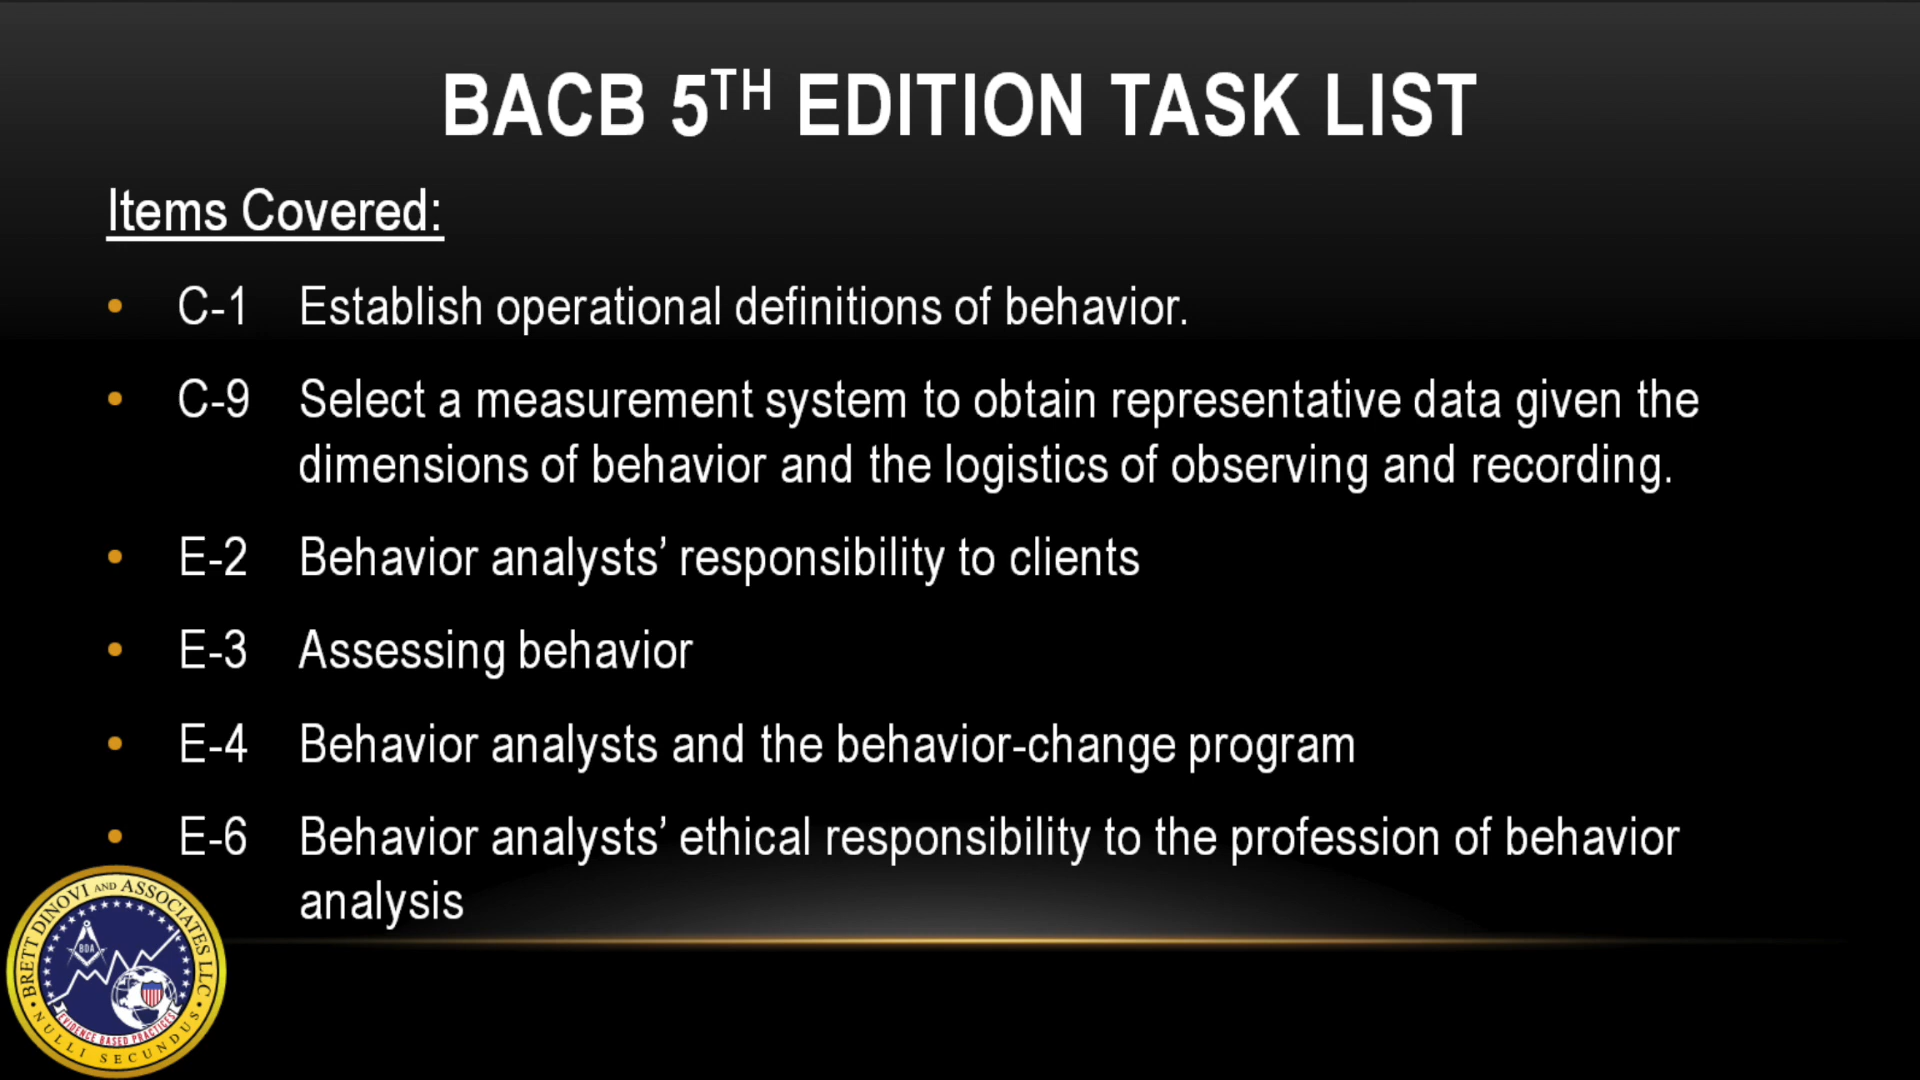 BACB 5TH EDITION TASK LIST
Items Covered:
• C-1 Establish operational definitions of behavior.
• C-9 Select a measurement system to obtain representative data given the
dimensions of behavior and the logistics of observing and recording.
• E-2 Behavior analysts’ responsibility to clients
• E-3 Assessing behavior
• E-4 Behavior analysts and the behavior-change program
• E-6 Behavior analysts’ ethical responsibility to the profession of behavior
analysis
BRETT DINOVI AND ASSOCIATES LLC
BDA
EVIDENCE BASED PRACTICES
• NULLI SECUNDUS •